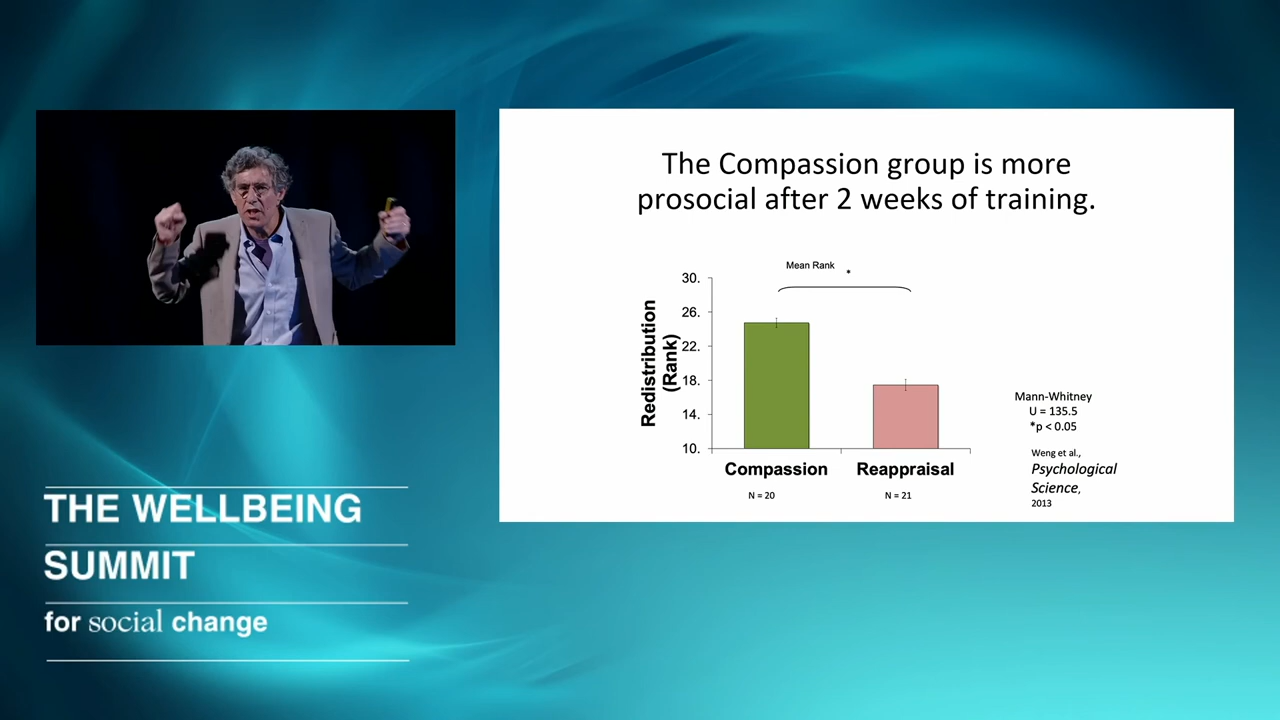 THE WELLBEING
SUMMIT
for social change
The Compassion group is more
prosocial after 2 weeks of training.
Mean Rank
*
Redistribution
(Rank)
30.
26.
22.
18.
14.
10.
Compassion
Reappraisal
N = 20
N = 21
Mann-Whitney
U = 135.5
*p < 0.05
Weng et al.,
Psychological
Science,
2013